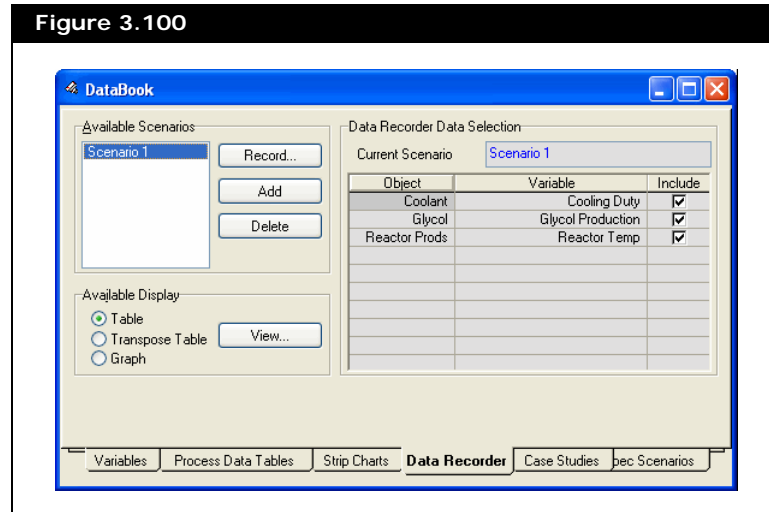 Figure 3.100
DataBook
Available Scenarios
Scenario 1
Record...
Add
Delete
Available Display
Table
Transpose Table
Graph
View...
Data Recorder Data Selection
Current Scenario Scenario 1
Object Variable Include
Coolant Cooling Duty
Glycol Glycol Production
Reactor Prods Reactor Temp
Variables Process Data Tables Strip Charts Data Recorder Case Studies pec Scenarios